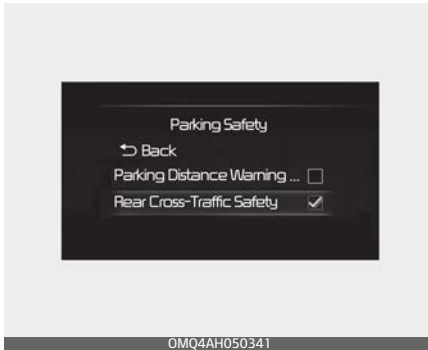 Parking Safety
Back
Parking Distance Warning ...
Rear Cross-Traffic Safety
OMQ4AH050341